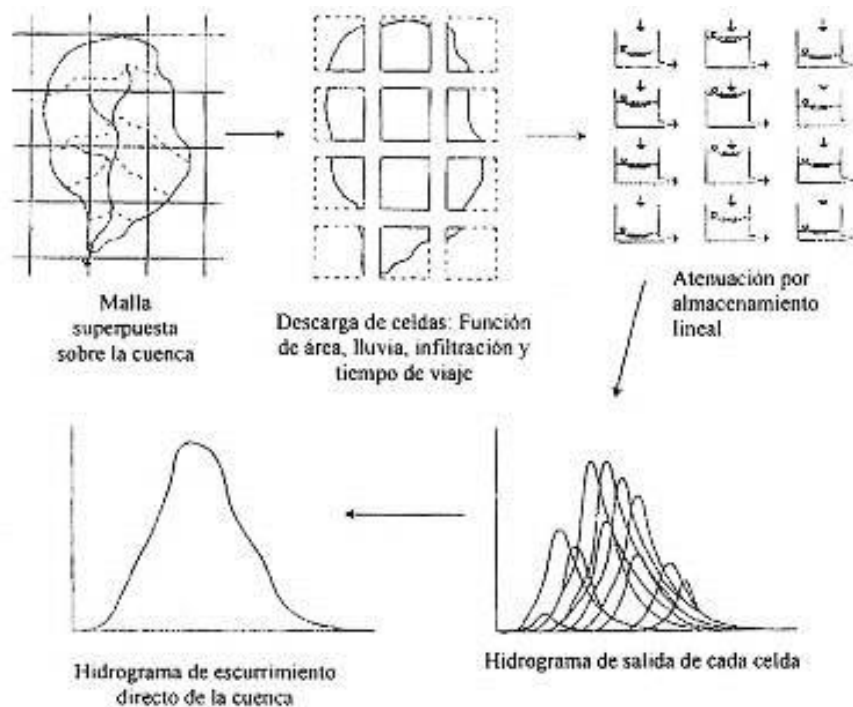 Malla
superpuesta
sobre la cuenca
Descarga de celdas: Función
de área, lluvia, infiltración y
tiempo de viaje
Atenuación por
almacenamiento
lineal
Hidrograma de escurrimiento
directo de la cuenca
Hidrograma de salida de cada celda